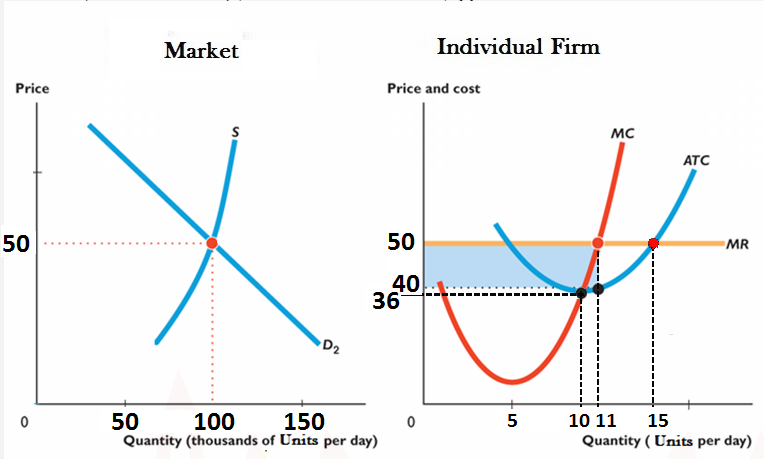 Market
Individual Firm
Price
Price and cost
S
MC
ATC
50
50
MR
40
36
D2
0
50
100
150
0
5
10
11
15
Quantity (thousands of Units per day)
Quantity ( Units per day)